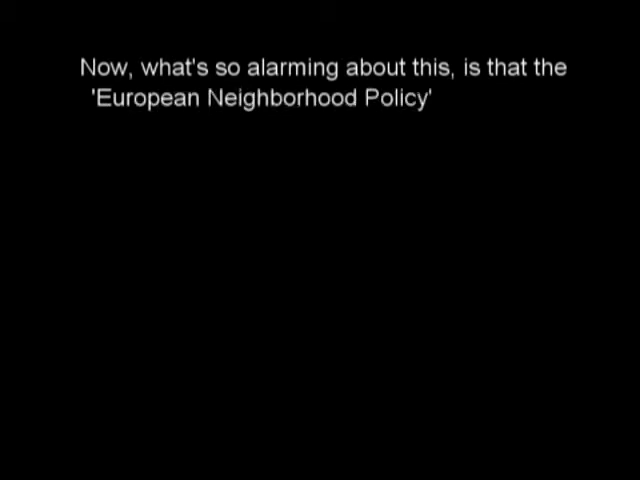 Now, what's so alarming about this, is that the
'European Neighborhood Policy'